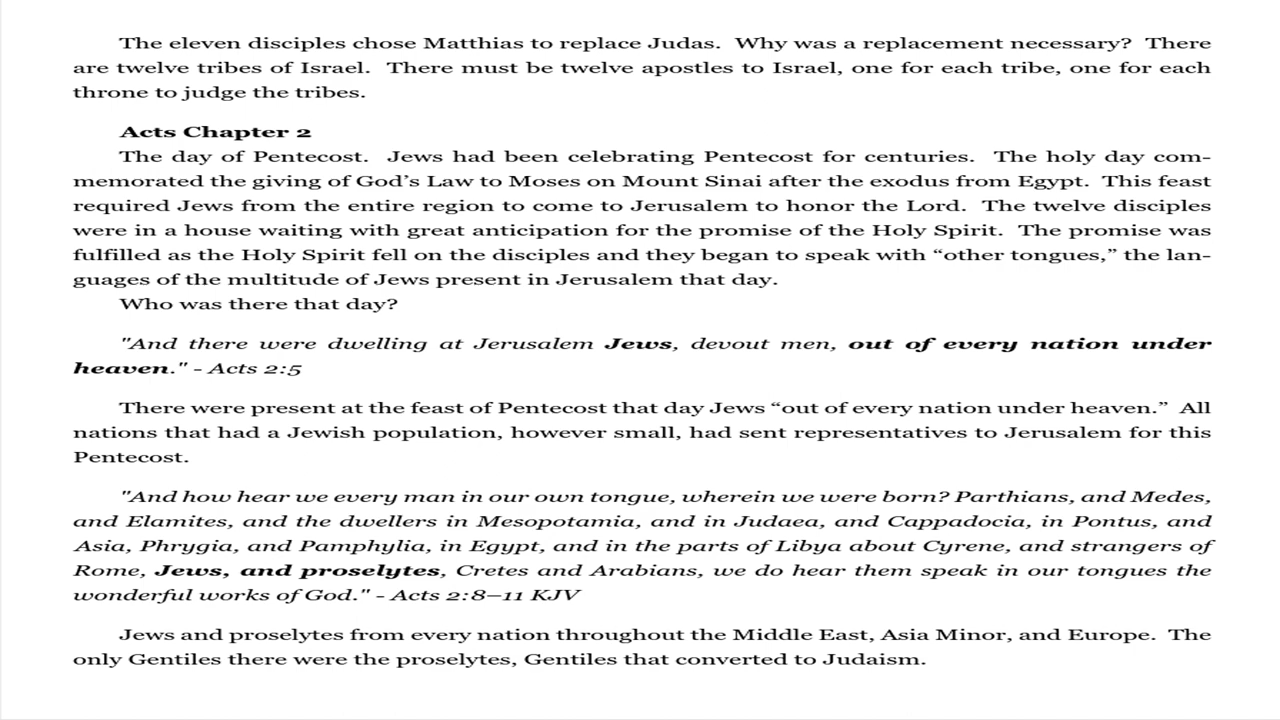 The eleven disciples chose Matthias to replace Judas. Why was a replacement necessary? There
are twelve tribes of Israel. There must be twelve apostles to Israel, one for each tribe, one for each
throne to judge the tribes.
Acts Chapter 2
The day of Pentecost. Jews had been celebrating Pentecost for centuries. The holy day com-
memorated the giving of God’s Law to Moses on Mount Sinai after the exodus from Egypt. This feast
required Jews from the entire region to come to Jerusalem to honor the Lord. The twelve disciples
were in a house waiting with great anticipation for the promise of the Holy Spirit. The promise was
fulfilled as the Holy Spirit fell on the disciples and they began to speak with “other tongues,” the lan-
guages of the multitude of Jews present in Jerusalem that day.
Who was there that day?
"And there were dwelling at Jerusalem Jews, devout men, out of every nation under
heaven." - Acts 2:5
There were present at the feast of Pentecost that day Jews “out of every nation under heaven.” All
nations that had a Jewish population, however small, had sent representatives to Jerusalem for this
Pentecost.
"And how hear we every man in our own tongue, wherein we were born? Parthians, and Medes,
and Elamites, and the dwellers in Mesopotamia, and in Judaea, and Cappadocia, in Pontus, and
Asia, Phrygia, and Pamphylia, in Egypt, and in the parts of Libya about Cyrene, and strangers of
Rome, Jews, and proselytes, Cretes and Arabians, we do hear them speak in our tongues the
wonderful works of God." - Acts 2:8–11 KJV
Jews and proselytes from every nation throughout the Middle East, Asia Minor, and Europe. The
only Gentiles there were the proselytes, Gentiles that converted to Judaism.